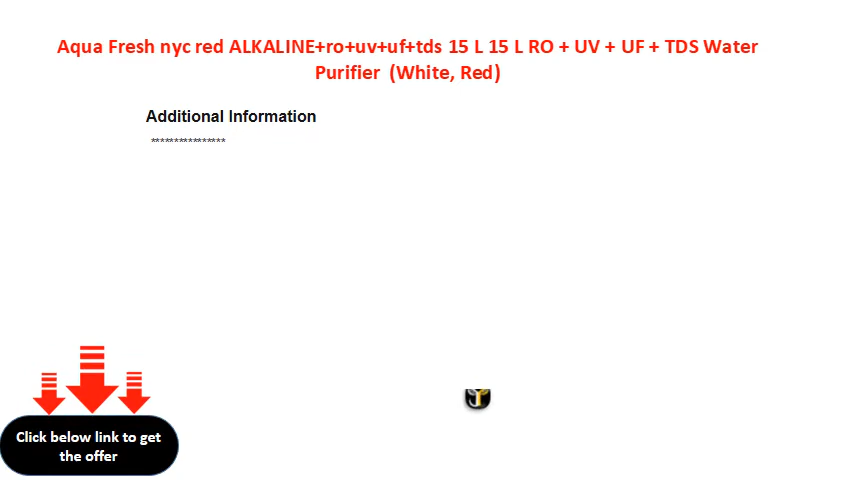 Aqua Fresh nyc red ALKALINE+ro+uv+uf+tds 15 L 15 L RO + UV + UF + TDS Water
Purifier (White, Red)
Additional Information
****************
Click below link to get
the offer